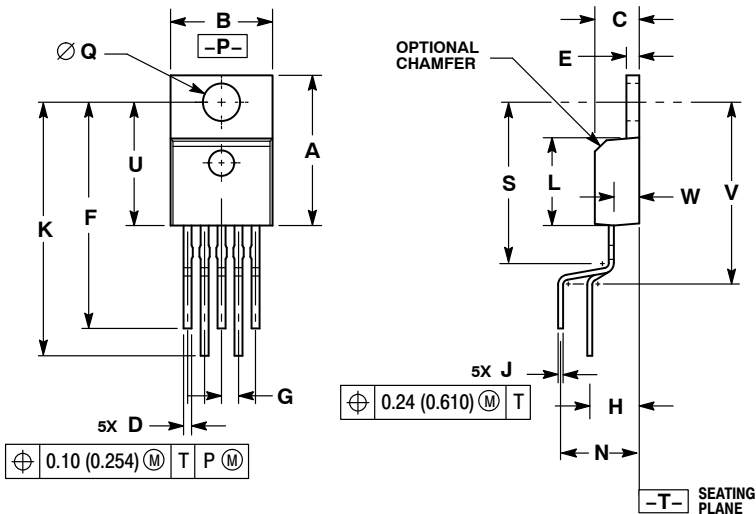 B
–P–
∅ Q
A
U
F
K
G
5X D
⌖ 0.10 (0.254) Ⓜ T P Ⓜ
C
OPTIONAL
CHAMFER
E
S
L
W
V
5X J
⌖ 0.24 (0.610) Ⓜ T
H
N
–T–
SEATING
PLANE